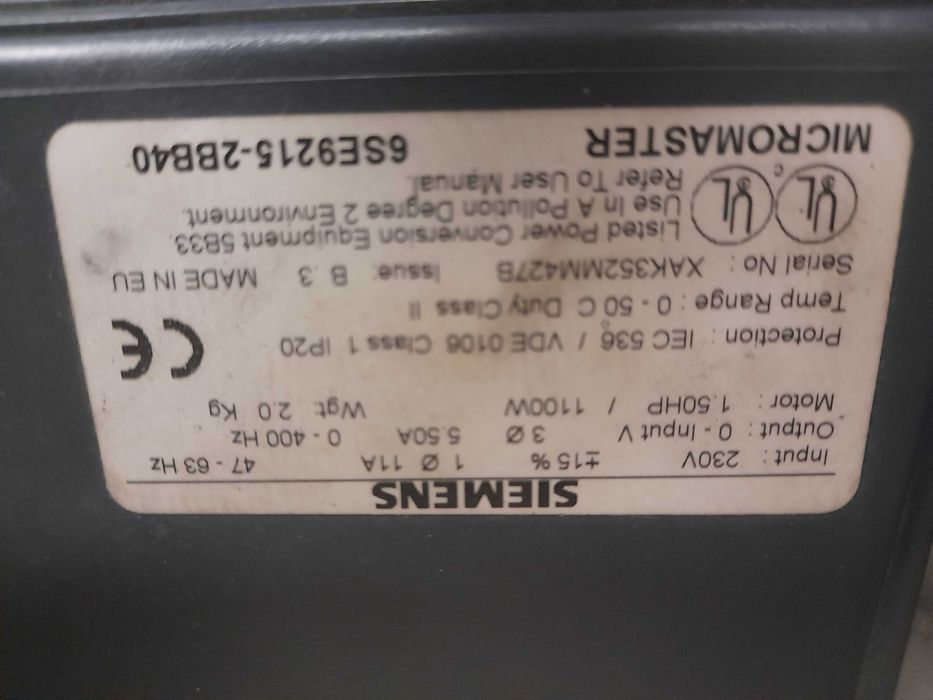 SIEMENS
Input : 230V ±15% 1 Ø 11A 47 - 63 Hz
Output : 0 - Input V 3 Ø 5.50A 0 - 400 Hz
Motor : 1.50HP / 1100W Wgt: 2.0 Kg
Protection : IEC 536 / VDE 0106 Class 1 IP20
CE
Temp Range : 0 - 50°C Duty Class II
Serial No : XAK352MM427B Issue: B 3 MADE IN EU
Listed Power Conversion Equipment 5B33.
Use In A Pollution Degree 2 Environment.
Refer To User Manual.
c UL UL
MICROMASTER 6SE9215-2BB40